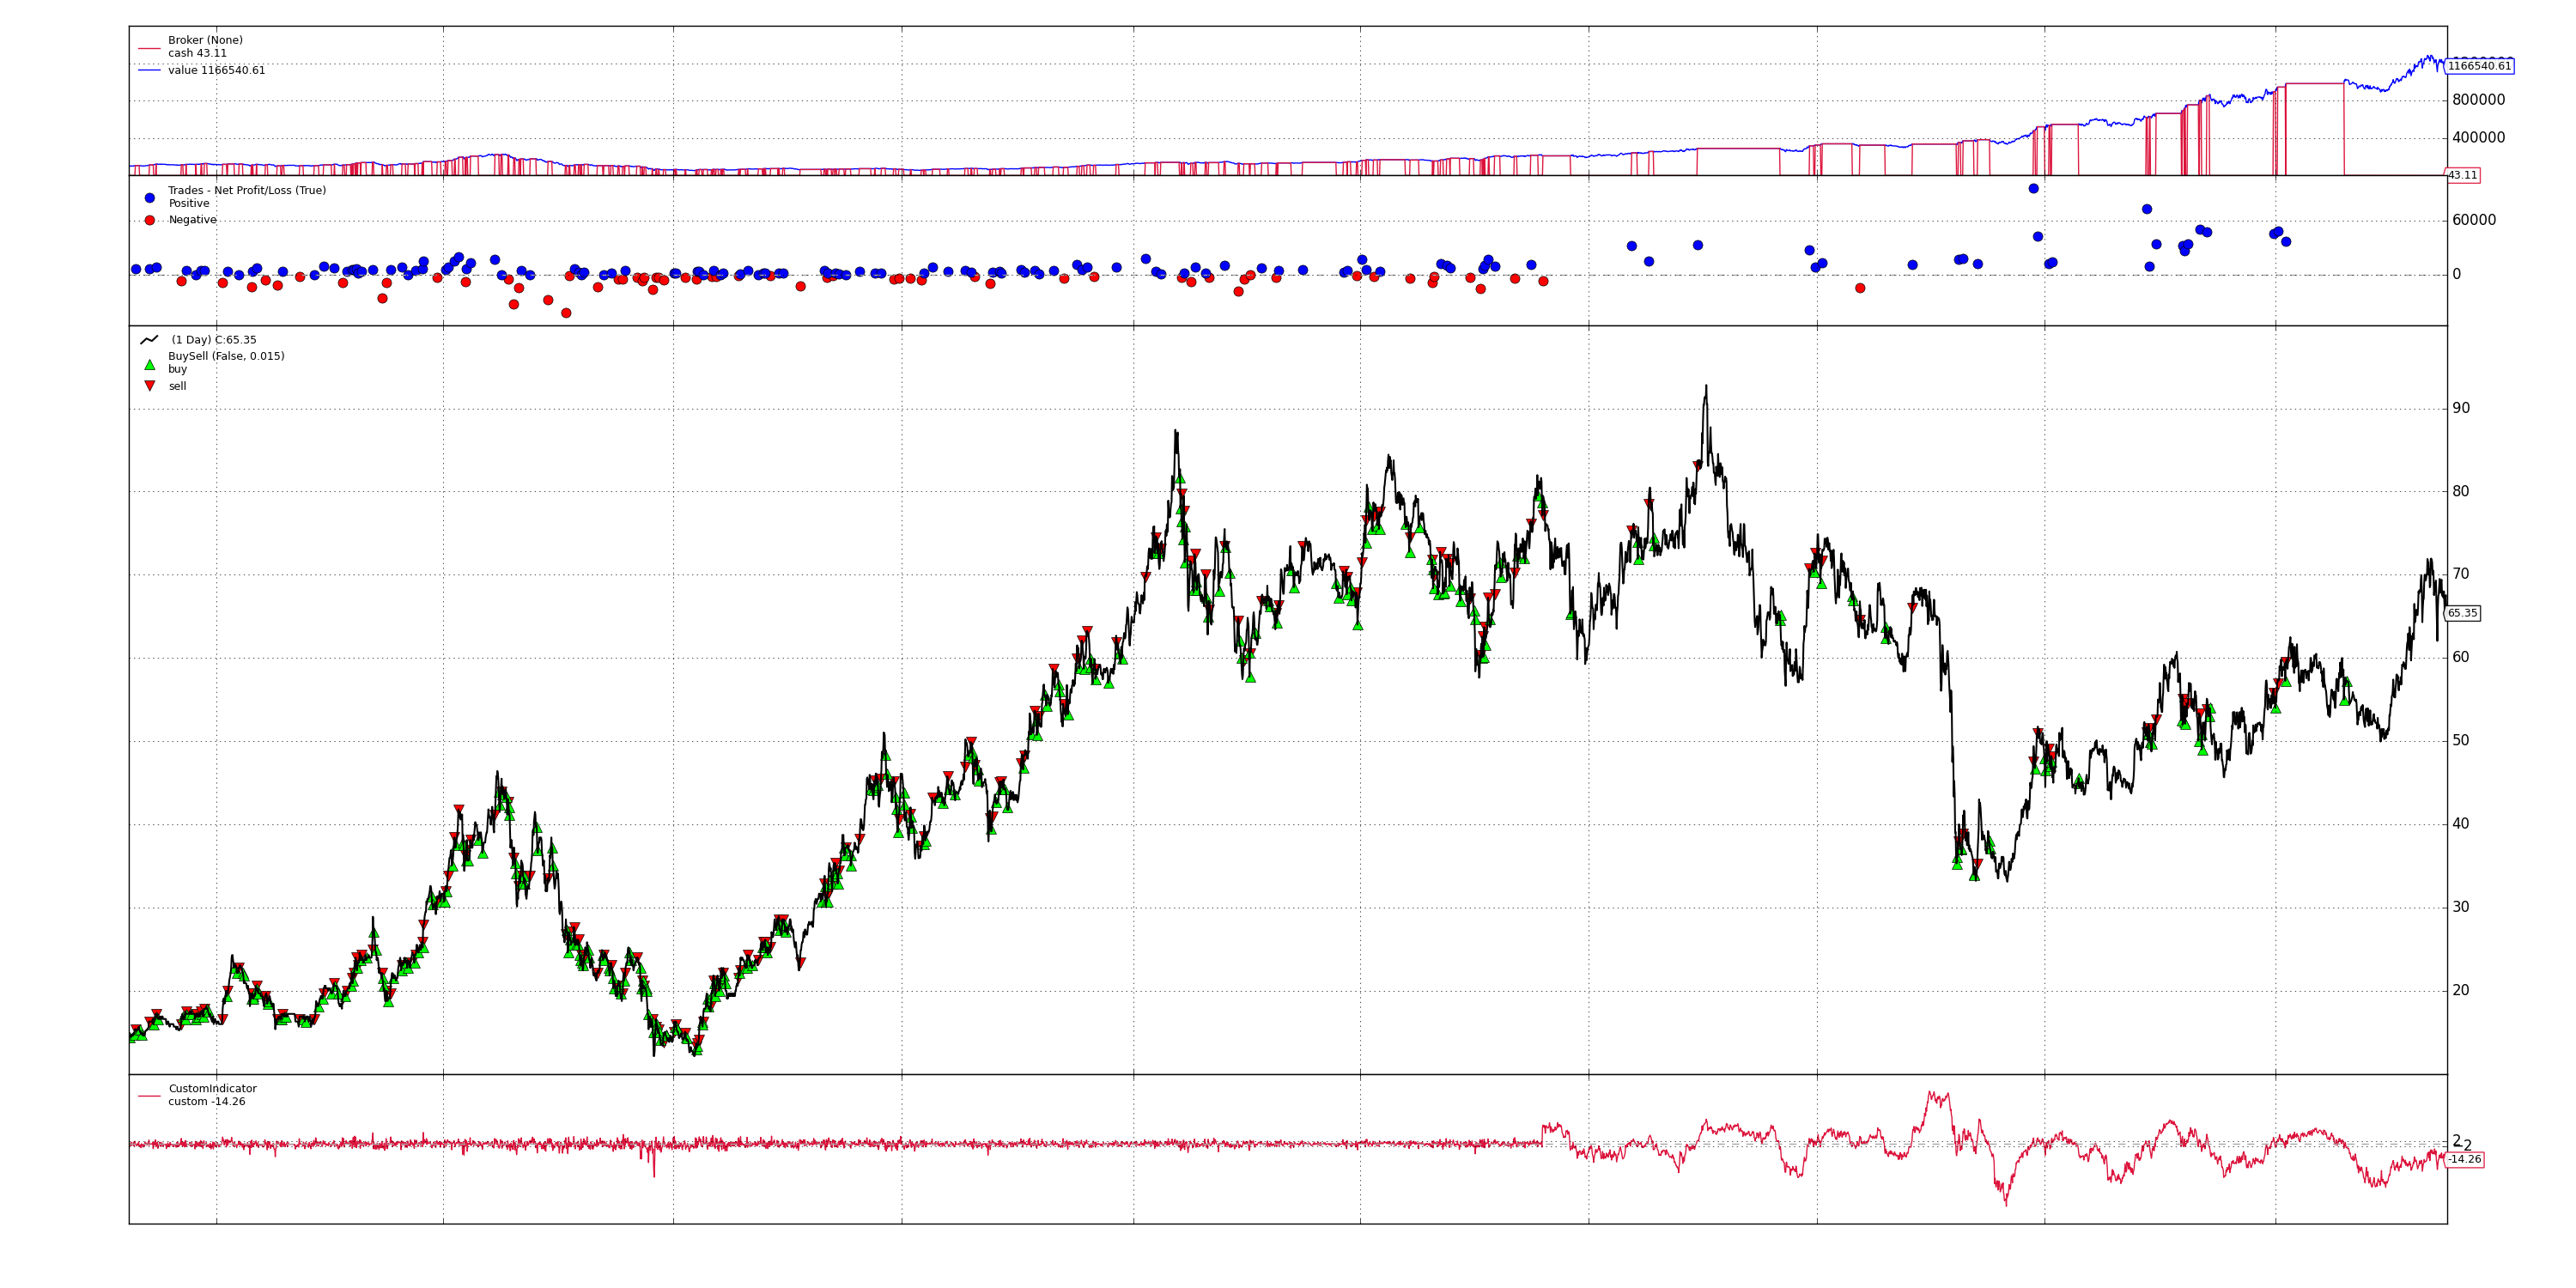 Broker (None)
cash 43.11
value 1166540.61
1166540.61
800000
400000
43.11
Trades - Net Profit/Loss (True)
Positive
Negative
60000
0
(1 Day) C:65.35
BuySell (False, 0.015)
buy
sell
90
80
70
65.35
60
50
40
30
20
CustomIndicator
custom -14.26
2
-2
-14.26